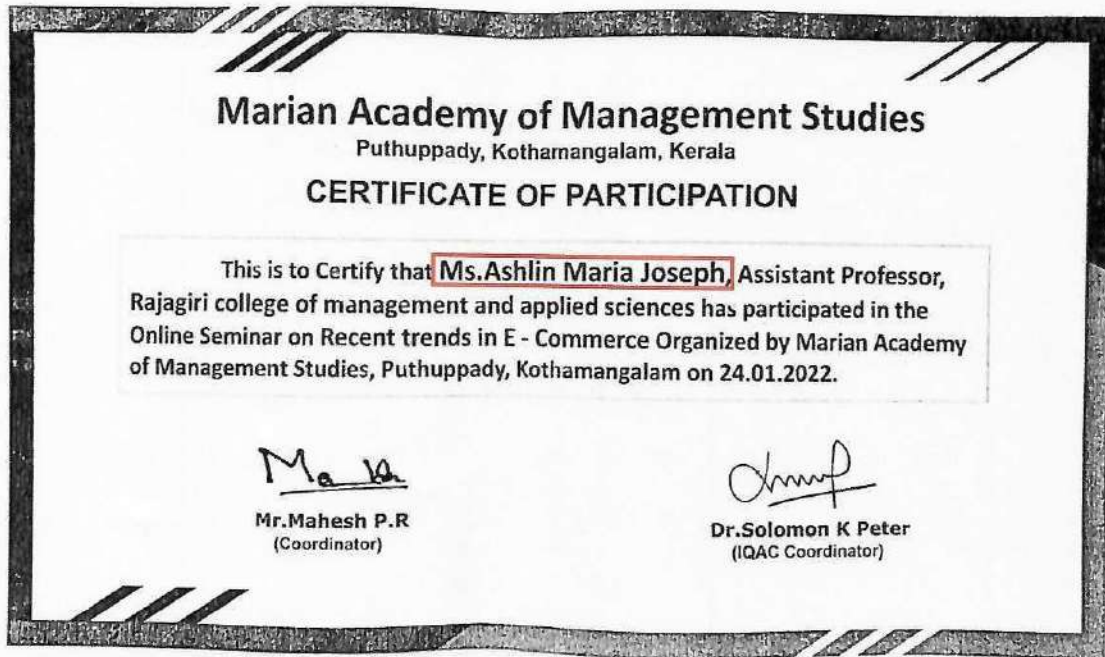 Marian Academy of Management Studies
Puthuppady, Kothamangalam, Kerala
CERTIFICATE OF PARTICIPATION
This is to Certify that Ms.Ashlin Maria Joseph, Assistant Professor,
Rajagiri college of management and applied sciences has participated in the
Online Seminar on Recent trends in E - Commerce Organized by Marian Academy
of Management Studies, Puthuppady, Kothamangalam on 24.01.2022.
Mr.Mahesh P.R
(Coordinator)
Dr.Solomon K Peter
(IQAC Coordinator)